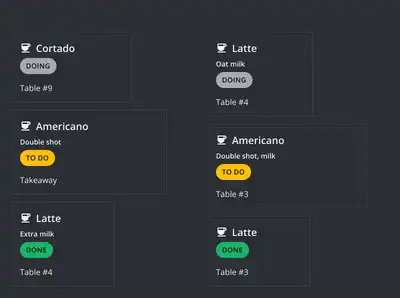 Cortado
DOING
Table #9
Americano
Double shot
TO DO
Takeaway
Latte
Extra milk
DONE
Table #4
Latte
Oat milk
DOING
Table #4
Americano
Double shot, milk
TO DO
Table #3
Latte
DONE
Table #3